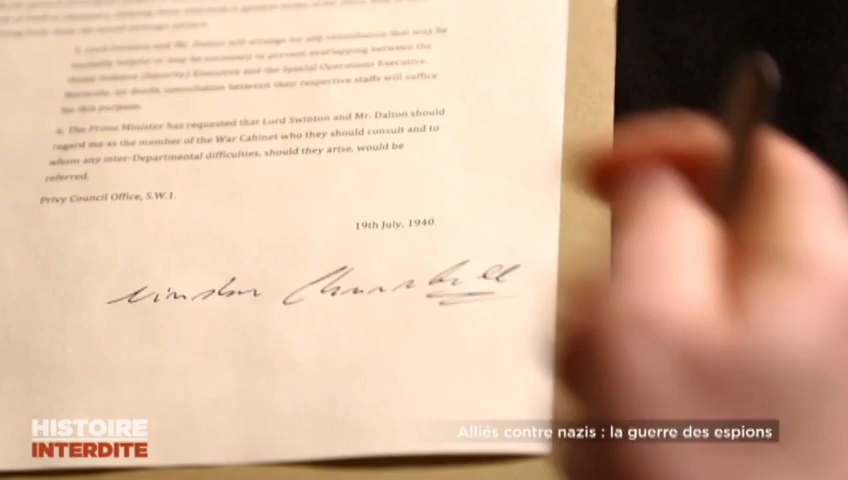 2. Lord Swinton and Mr. Dalton will arrange for any consultation that may be
mutually helpful or may be necessary to prevent overlapping between the
Home Defence (Security) Executive and the Special Operations Executive.
Normally, no doubt, consultation between their respective staffs will suffice
for this purpose.
The Prime Minister has requested that Lord Swinton and Mr. Dalton should
regard me as the member of the War Cabinet who they should consult and to
whom any inter-Departmental difficulties, should they arise, would be
referred.
Privy Council Office, S.W.1.
19th July, 1940.
Winston Churchill
HISTOIRE
INTERDITE
Alliés contre nazis : la guerre des espions